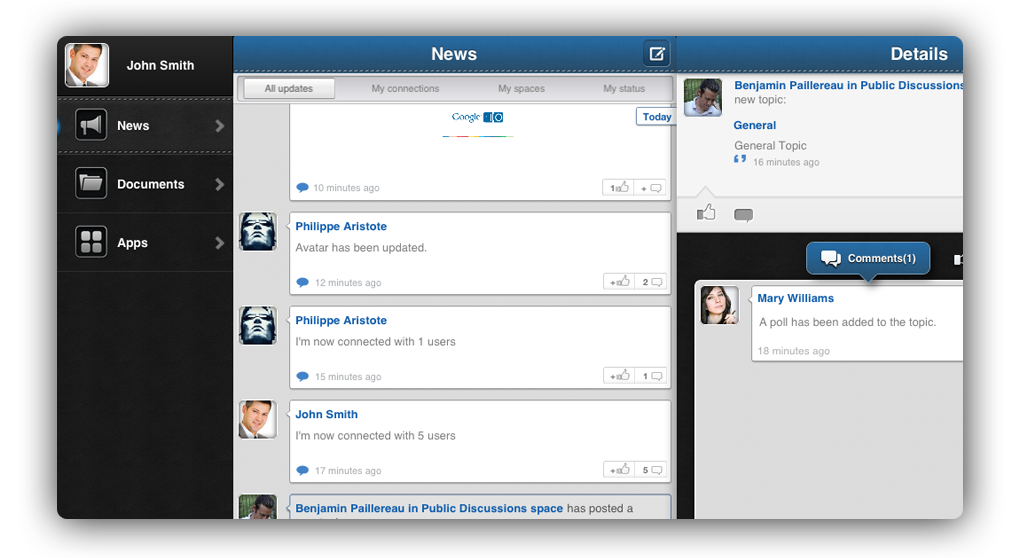 John Smith
News
Documents
Apps
News
All updates
My connections
My spaces
My status
Google I/O
Today
10 minutes ago
1 +
Philippe Aristote
Avatar has been updated.
12 minutes ago
+ 2
Philippe Aristote
I'm now connected with 1 users
15 minutes ago
+ 1
John Smith
I'm now connected with 5 users
17 minutes ago
+ 5
Benjamin Paillereau in Public Discussions space has posted a
Details
Benjamin Paillereau in Public Discussions
new topic:
General
General Topic
16 minutes ago
Comments(1)
Mary Williams
A poll has been added to the topic.
18 minutes ago